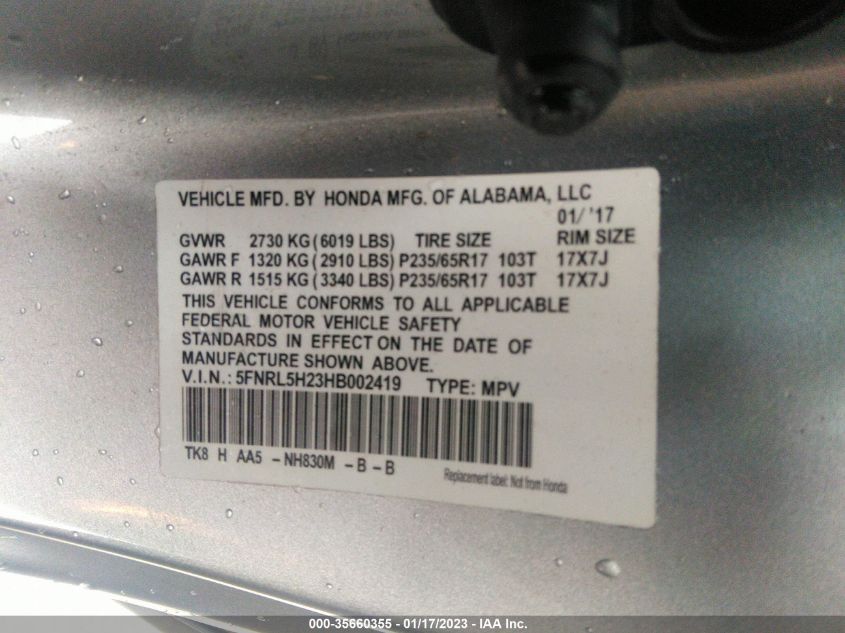 VEHICLE MFD. BY HONDA MFG. OF ALABAMA, LLC
01/ '17
GVWR 2730 KG ( 6019 LBS) TIRE SIZE RIM SIZE
GAWR F 1320 KG ( 2910 LBS) P235/65R17 103T 17X7J
GAWR R 1515 KG ( 3340 LBS) P235/65R17 103T 17X7J
THIS VEHICLE CONFORMS TO ALL APPLICABLE
FEDERAL MOTOR VEHICLE SAFETY
STANDARDS IN EFFECT ON THE DATE OF
MANUFACTURE SHOWN ABOVE.
V.I.N.: 5FNRL5H23HB002419 TYPE: MPV
TK8 H AA5 - NH830M - B - B
Replacement label: Not from Honda
000-35660355 - 01/17/2023 - IAA Inc.